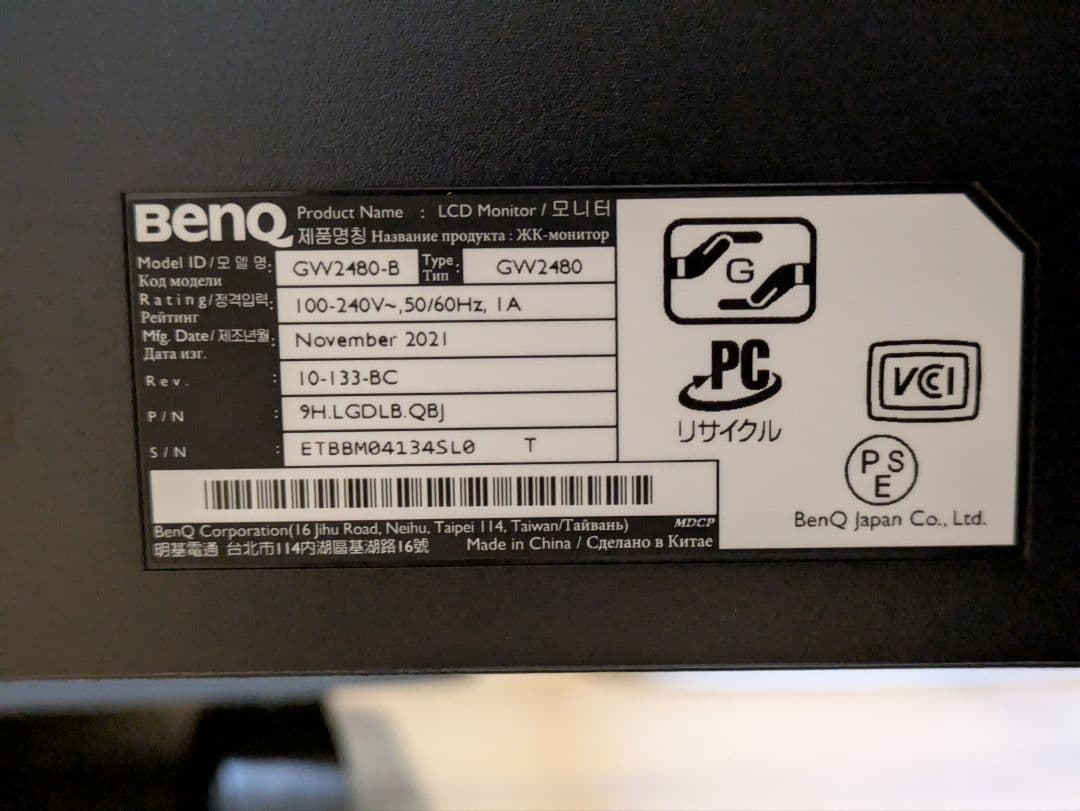 BenQ
Product Name : LCD Monitor / 모니터
제품명칭 Название продукта : ЖК-монитор
Model ID / 모델명: GW2480-B Type : GW2480
Код модели Тип
Rating/정격입력: 100-240V~,50/60Hz, 1A
Рейтинг
Mfg. Date/제조년월: November 2021
Дата изг.
Rev. : 10-133-BC
P/N : 9H.LGDLB.QBJ
S/N : ETBBM04134SL0 T
BenQ Corporation(16 Jihu Road, Neihu, Taipei 114, Taiwan/Тайвань) MDCP
明基電通 台北市114內湖區基湖路16號 Made in China / Сделано в Китае
G
PC
リサイクル
VCCI
PSE
BenQ Japan Co., Ltd.